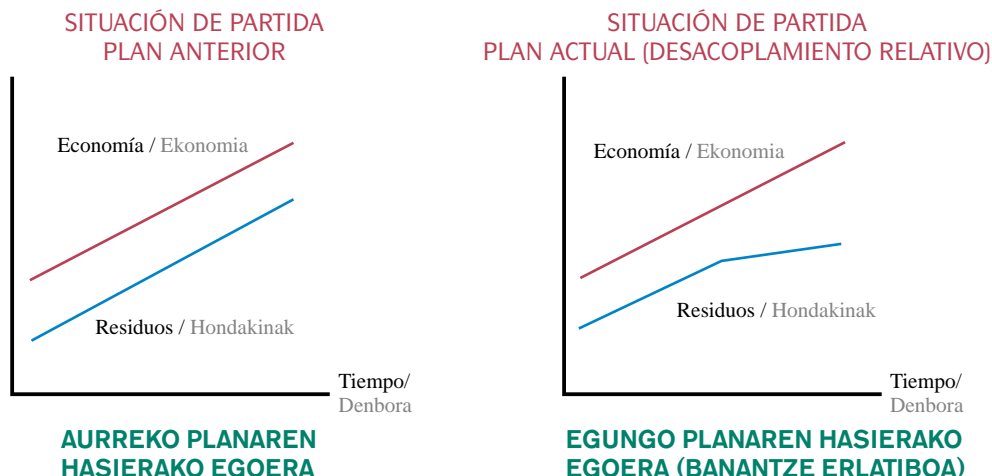 SITUACIÓN DE PARTIDA
PLAN ANTERIOR
Economía / Ekonomia
Residuos / Hondakinak
Tiempo/
Denbora
AURREKO PLANAREN
HASIERAKO EGOERA
SITUACIÓN DE PARTIDA
PLAN ACTUAL (DESACOPLAMIENTO RELATIVO)
Economía / Ekonomia
Residuos / Hondakinak
Tiempo/
Denbora
EGUNGO PLANAREN HASIERAKO
EGOERA (BANANTZE ERLATIBOA)